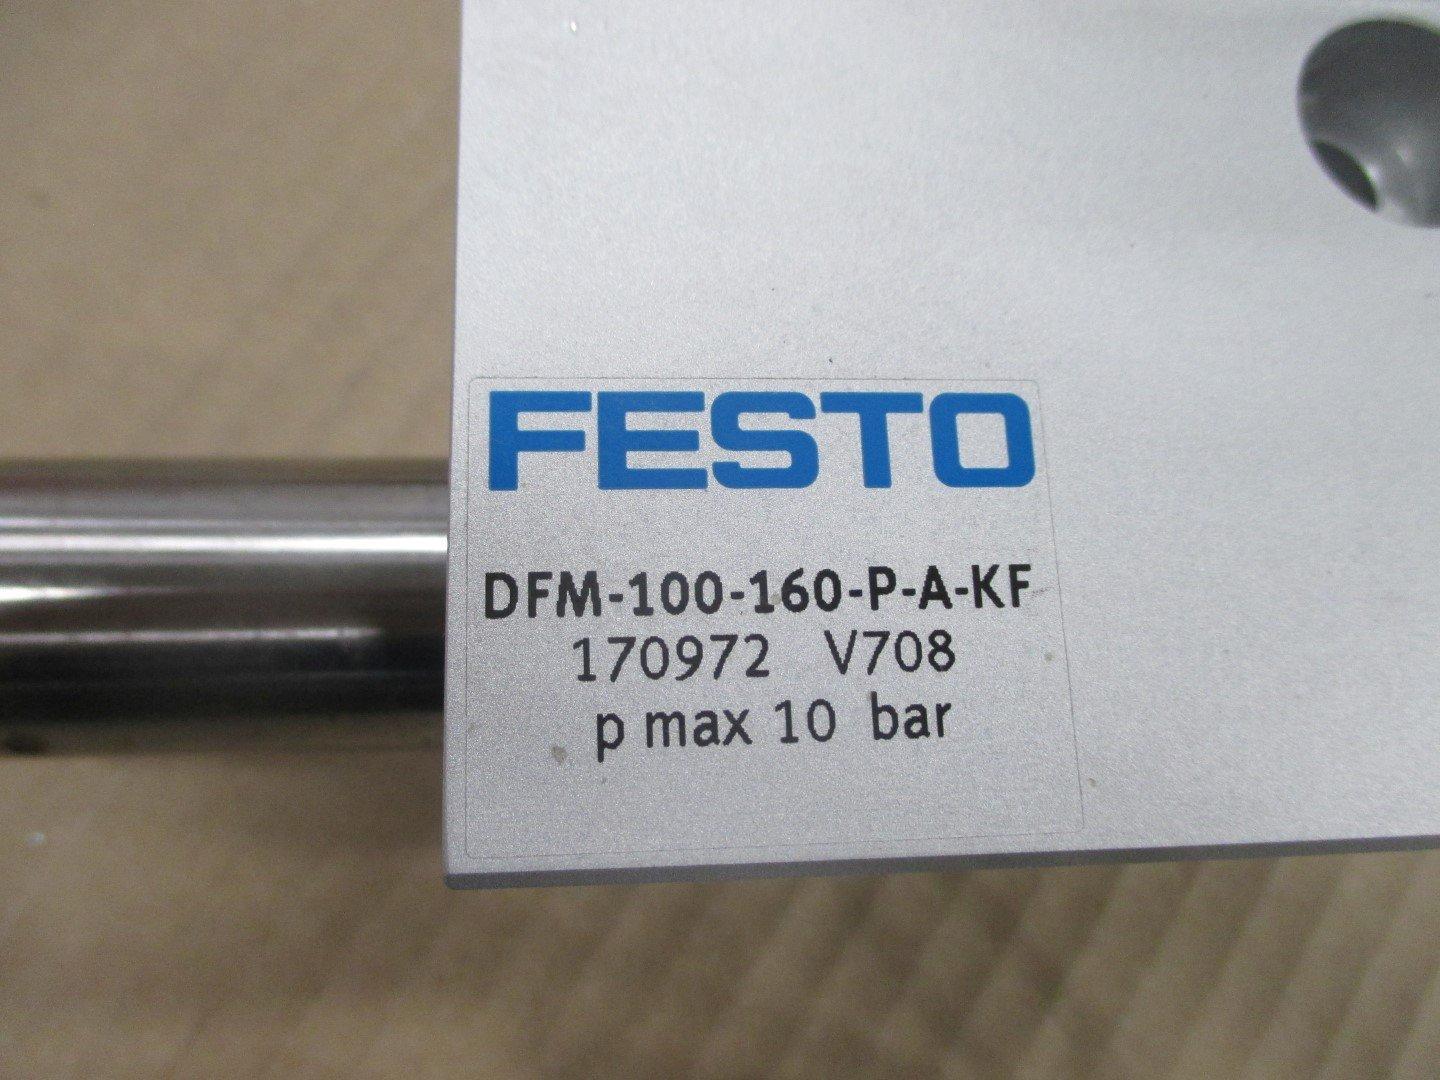 FESTO
DFM-100-160-P-A-KF
170972 V708
p max 10 bar